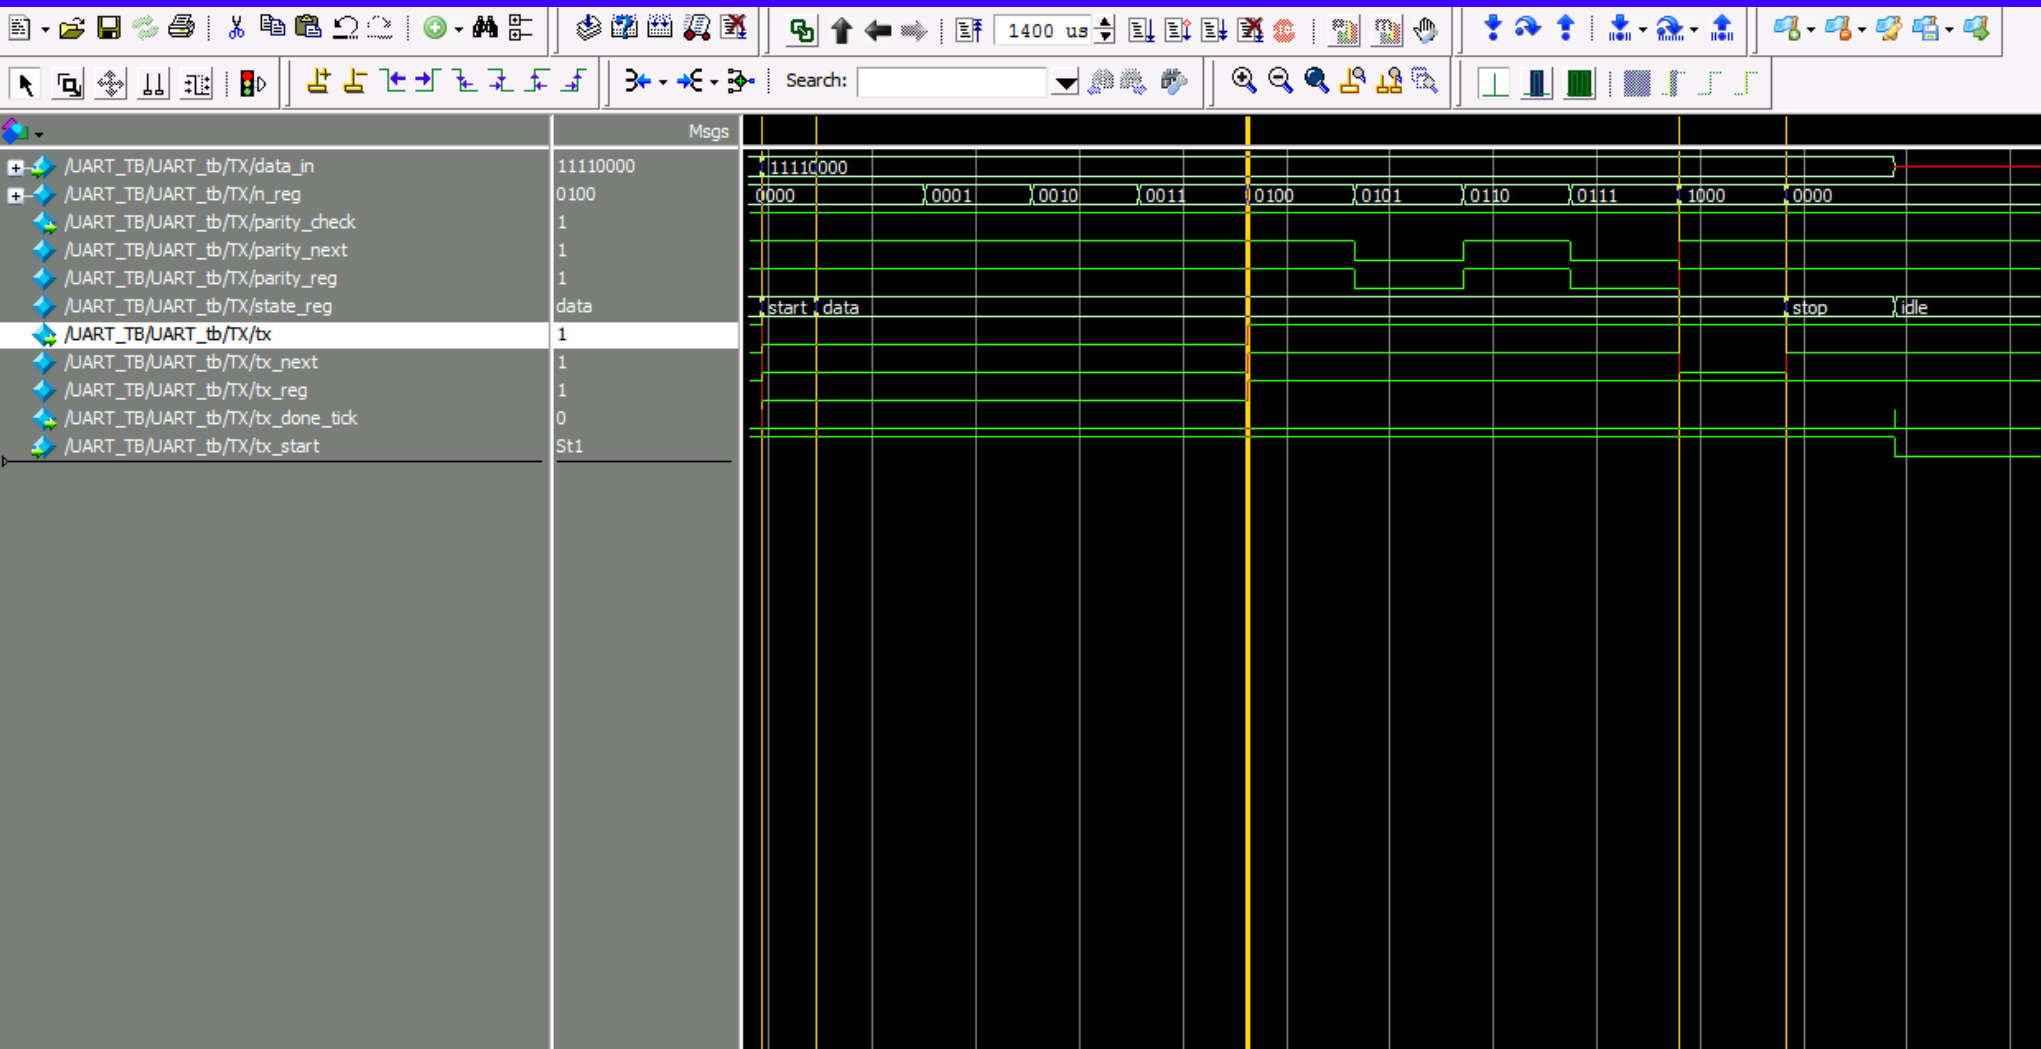 1400 us
Search:
Msgs
/UART_TB/UART_tb/TX/data_in 11110000 11110000
/UART_TB/UART_tb/TX/n_reg 0100 0000 0001 0010 0011 0100 0101 0110 0111 1000 0000
/UART_TB/UART_tb/TX/parity_check 1
/UART_TB/UART_tb/TX/parity_next 1
/UART_TB/UART_tb/TX/parity_reg 1
/UART_TB/UART_tb/TX/state_reg data start data stop idle
/UART_TB/UART_tb/TX/tx 1
/UART_TB/UART_tb/TX/tx_next 1
/UART_TB/UART_tb/TX/tx_reg 1
/UART_TB/UART_tb/TX/tx_done_tick 0
/UART_TB/UART_tb/TX/tx_start St1